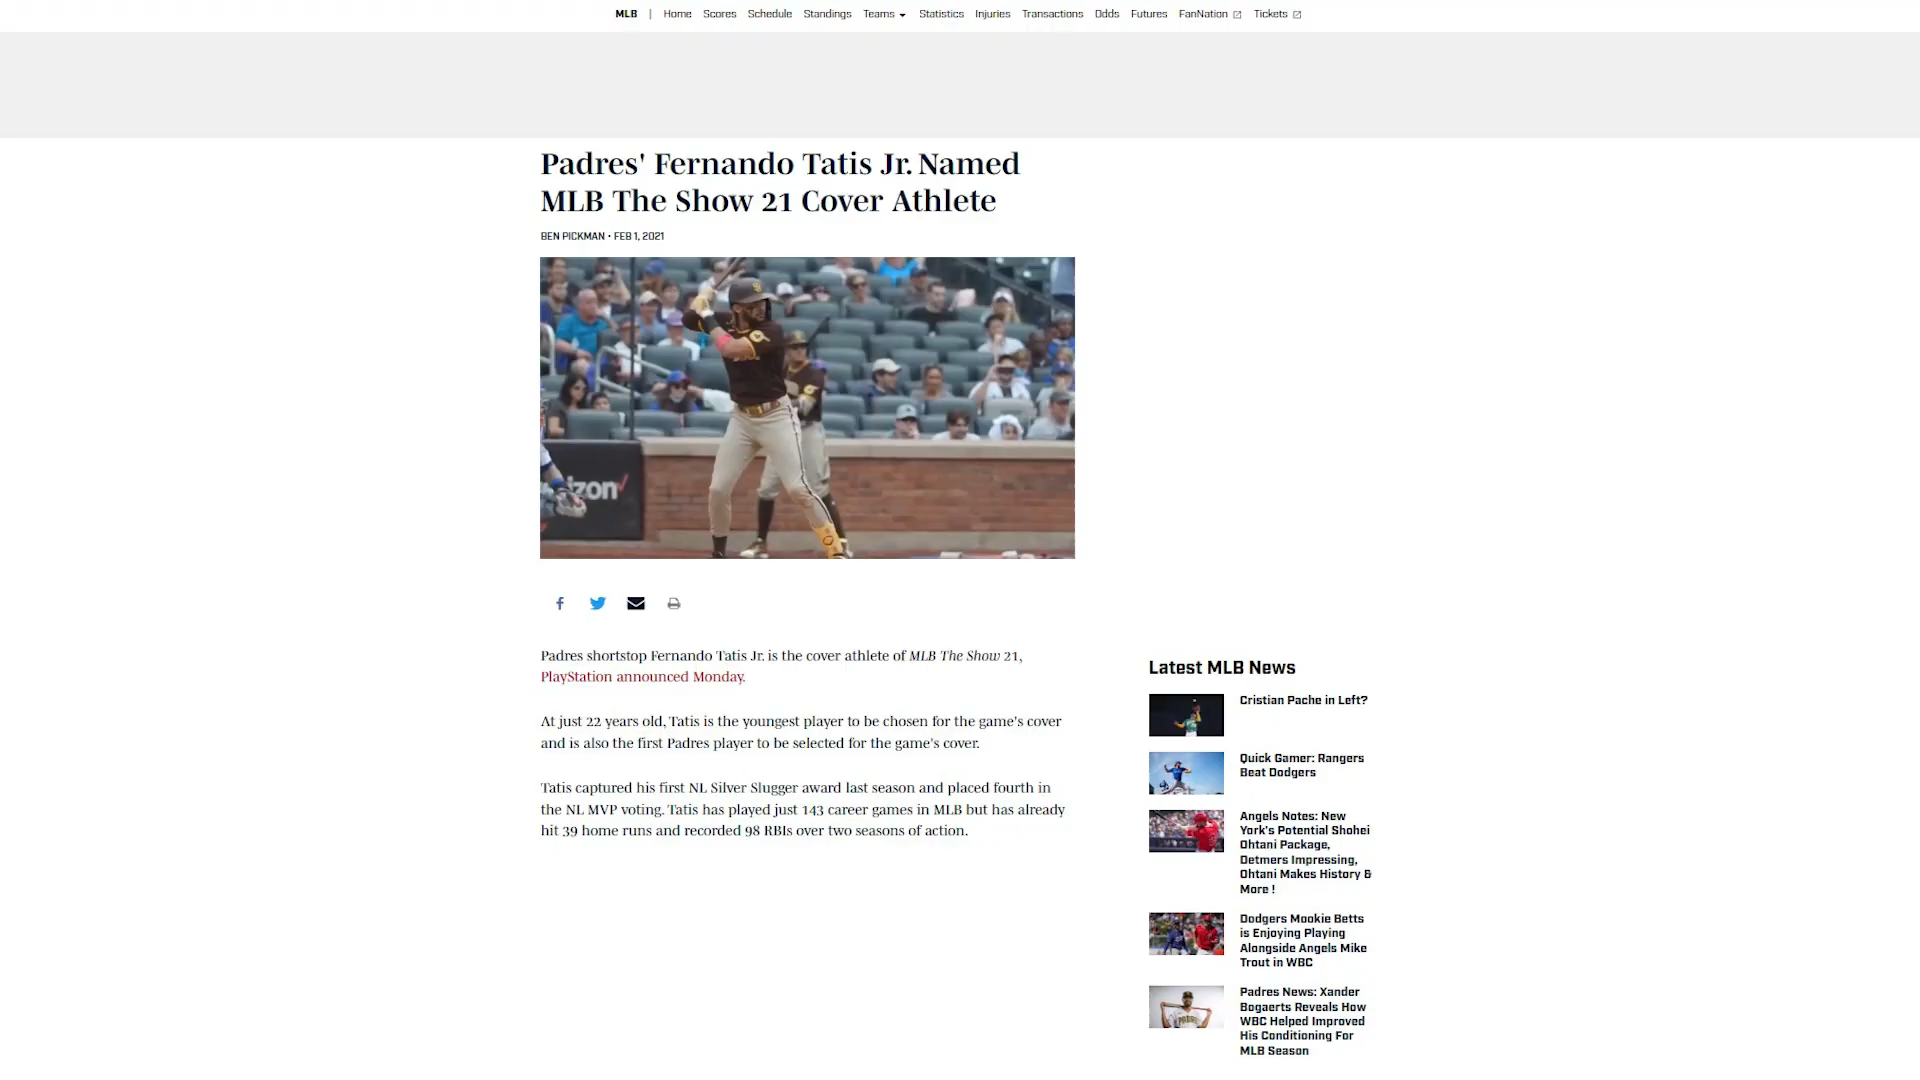 MLB | Home Scores Schedule Standings Teams Statistics Injuries Transactions Odds Futures FanNation Tickets
Padres' Fernando Tatis Jr. Named
MLB The Show 21 Cover Athlete
BEN PICKMAN • FEB 1, 2021
izon
Padres shortstop Fernando Tatis Jr. is the cover athlete of MLB The Show 21,
PlayStation announced Monday.
At just 22 years old, Tatis is the youngest player to be chosen for the game's cover
and is also the first Padres player to be selected for the game's cover.
Tatis captured his first NL Silver Slugger award last season and placed fourth in
the NL MVP voting. Tatis has played just 143 career games in MLB but has already
hit 39 home runs and recorded 98 RBIs over two seasons of action.
Latest MLB News
Cristian Pache in Left?
Quick Gamer: Rangers
Beat Dodgers
Angels Notes: New
York's Potential Shohei
Ohtani Package,
Detmers Impressing,
Ohtani Makes History &
More !
Dodgers Mookie Betts
is Enjoying Playing
Alongside Angels Mike
Trout in WBC
Padres News: Xander
Bogaerts Reveals How
WBC Helped Improved
His Conditioning For
MLB Season